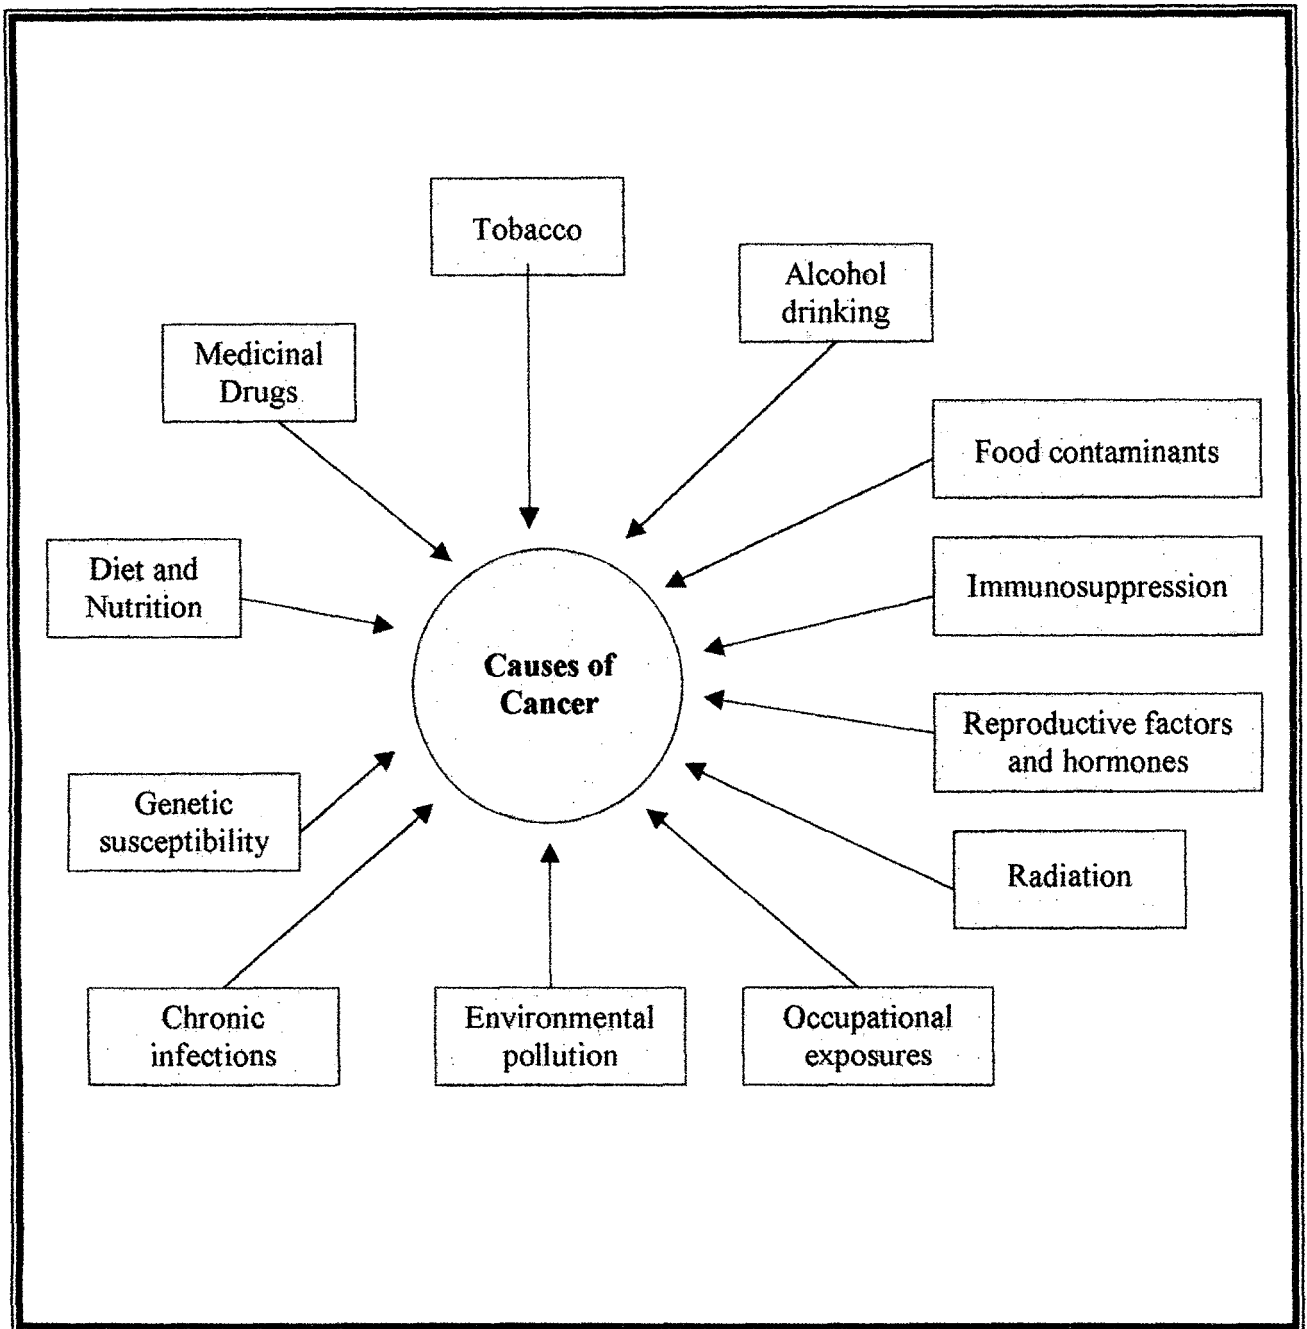 Tobacco
Alcohol
drinking
Medicinal
Drugs
Food contaminants
Diet and
Nutrition
Immunosuppression
Causes of
Cancer
Reproductive factors
and hormones
Genetic
susceptibility
Radiation
Chronic
infections
Environmental
pollution
Occupational
exposures